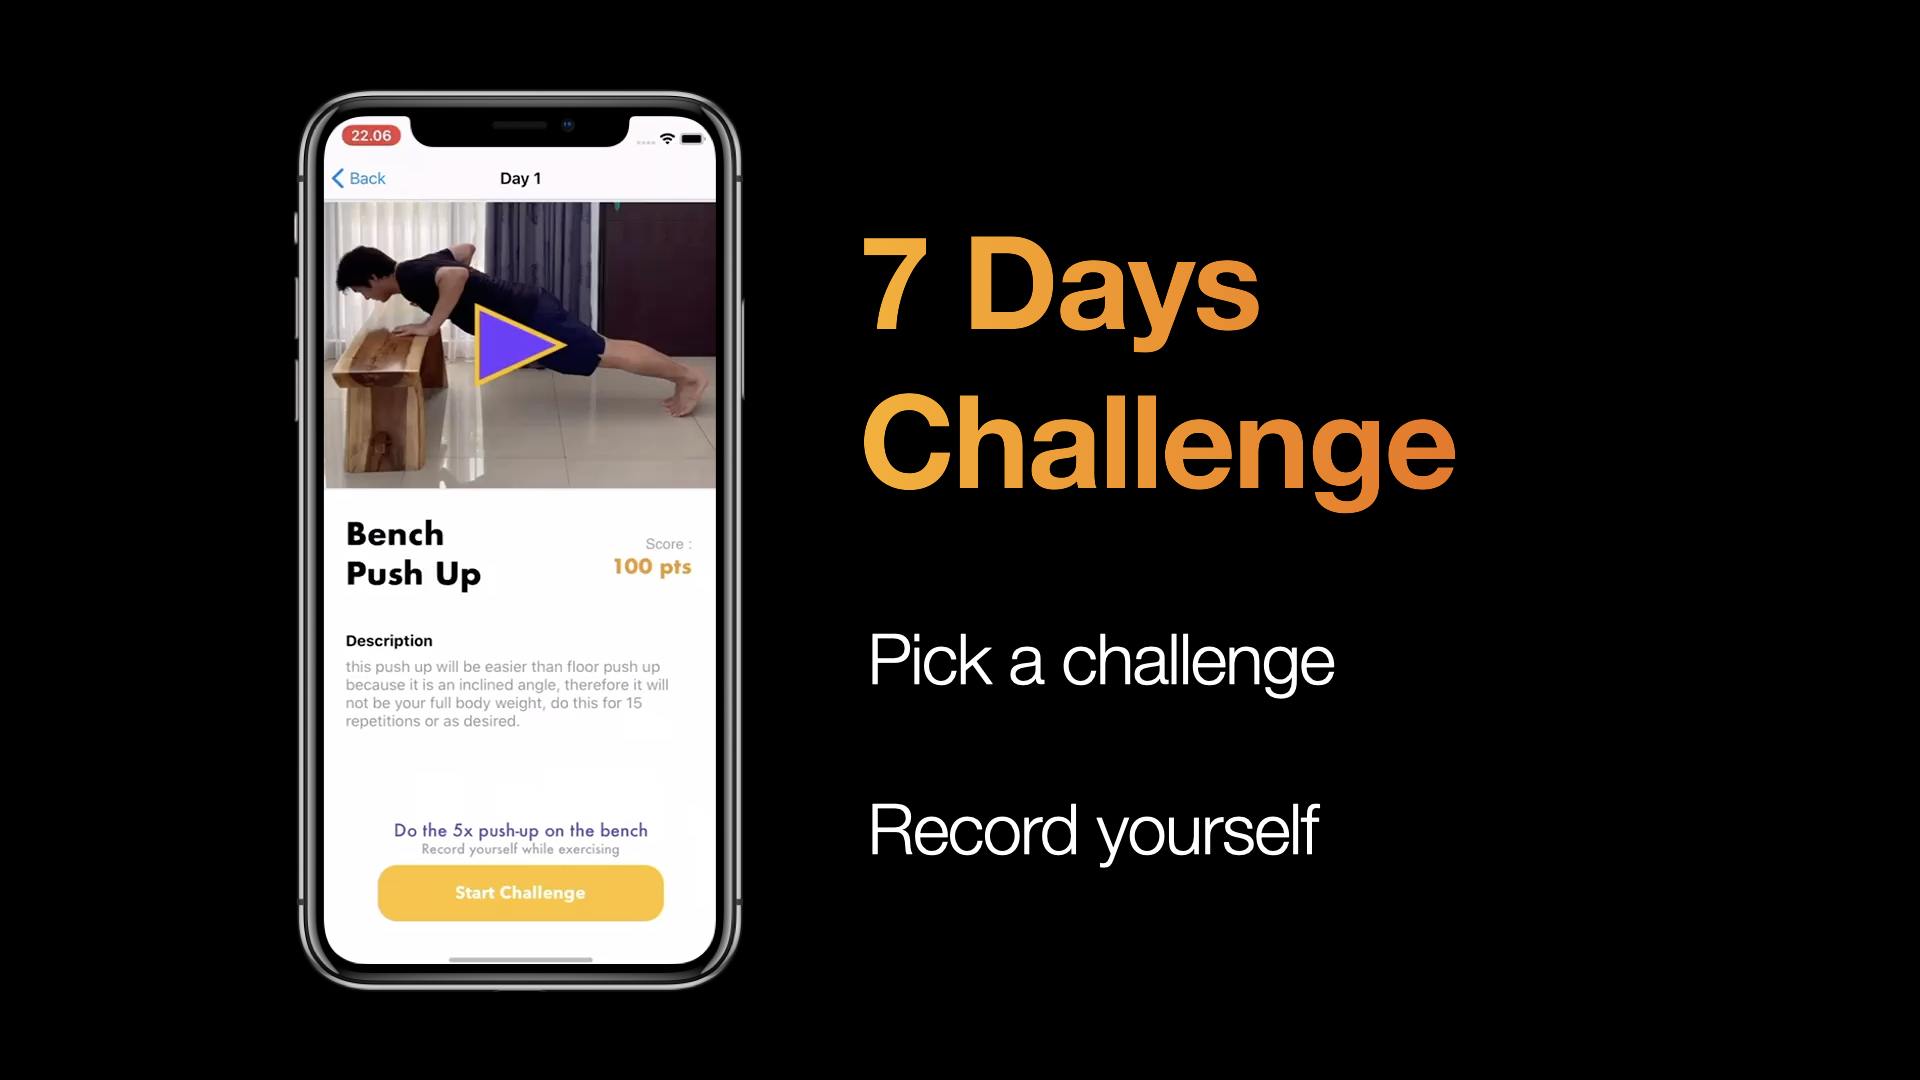 22.06
Back
Day 1
Bench
Push Up
Score :
100 pts
Description
this push up will be easier than floor push up
because it is an inclined angle, therefore it will
not be your full body weight, do this for 15
repetitions or as desired.
Do the 5x push-up on the bench
Record yourself while exercising
Start Challenge
7 Days
Challenge
Pick a challenge
Record yourself